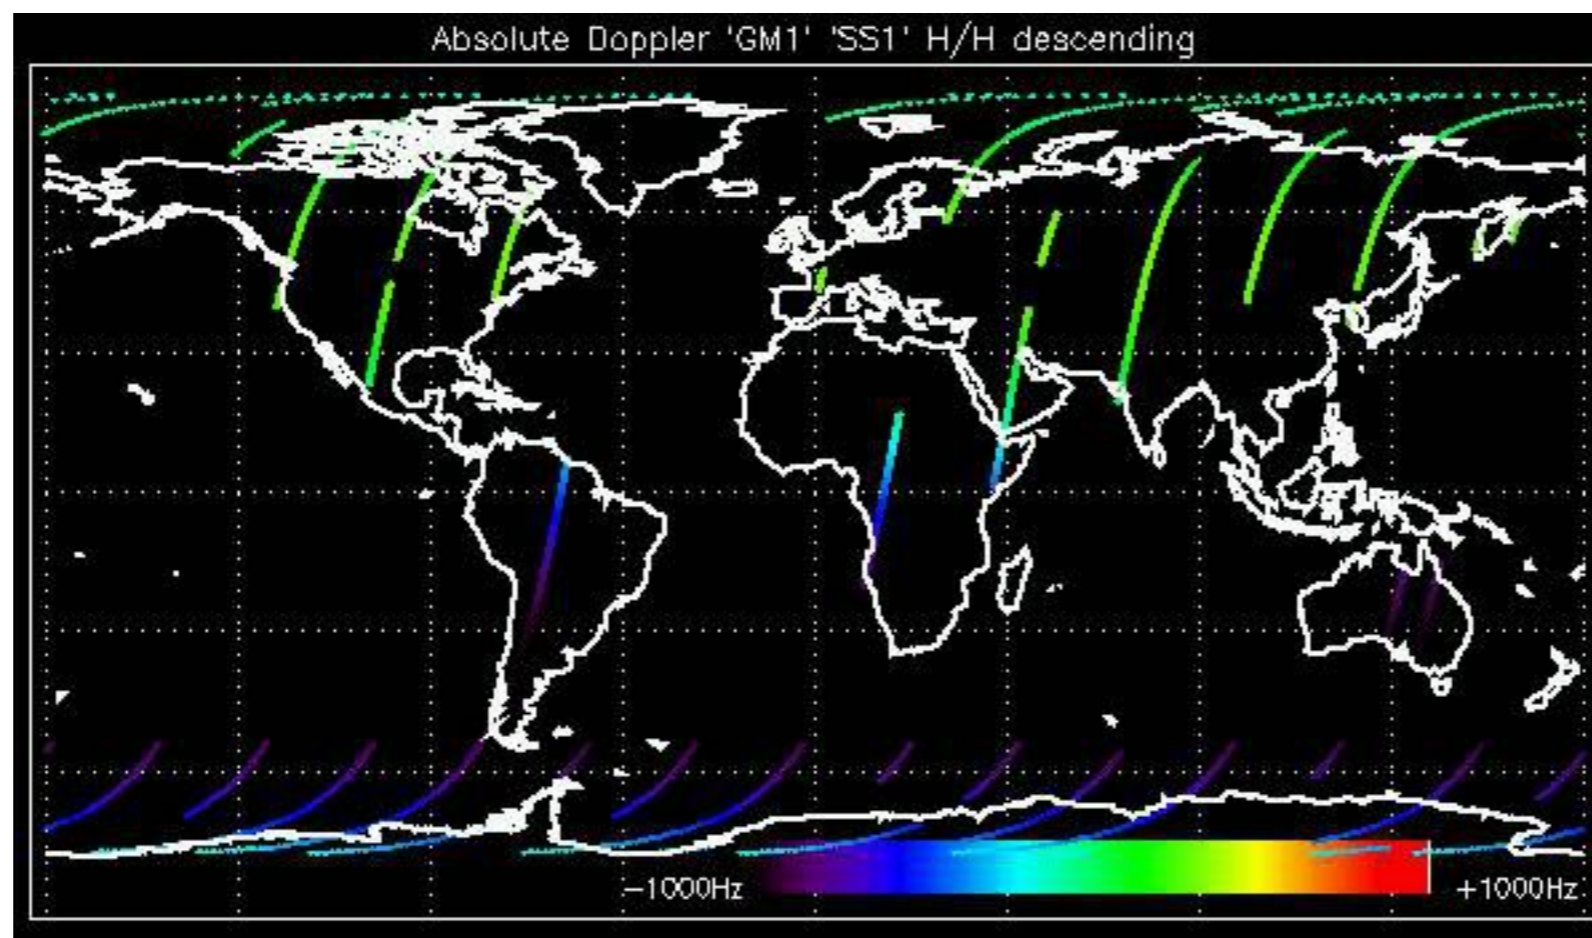 Absolute Doppler 'GM1' 'SS1' H/H descending
-1000Hz +1000Hz